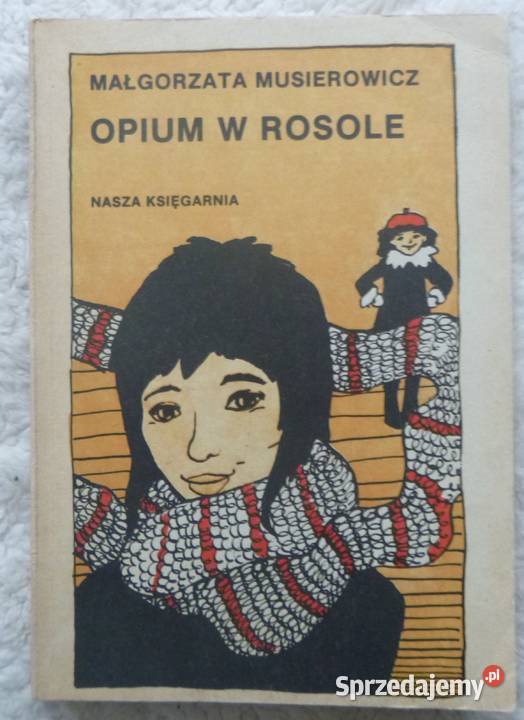 MAŁGORZATA MUSIEROWICZ
OPIUM W ROSOLE
NASZA KSIĘGARNIA
Sprzedajemy.pl